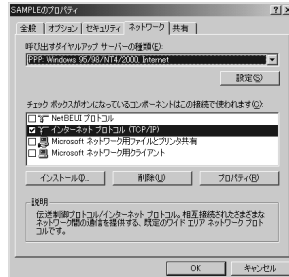 SAMPLEのプロパティ
全般 オプション セキュリティ ネットワーク 共有
呼び出すダイヤルアップ サーバーの種類(E):
PPP: Windows 95/98/NT4/2000, Internet
設定(S)
チェック ボックスがオンになっているコンポーネントはこの接続で使われます(O):
NetBEUI プロトコル
インターネット プロトコル (TCP/IP)
Microsoft ネットワーク用ファイルとプリンタ共有
Microsoft ネットワーク用クライアント
インストール(I)...
削除(U)
プロパティ(R)
説明
伝送制御プロトコル/インターネット プロトコル。相互接続されたさまざまな
ネットワーク間の通信を提供する、既定のワイド エリア ネットワーク プロト
コルです。
OK
キャンセル